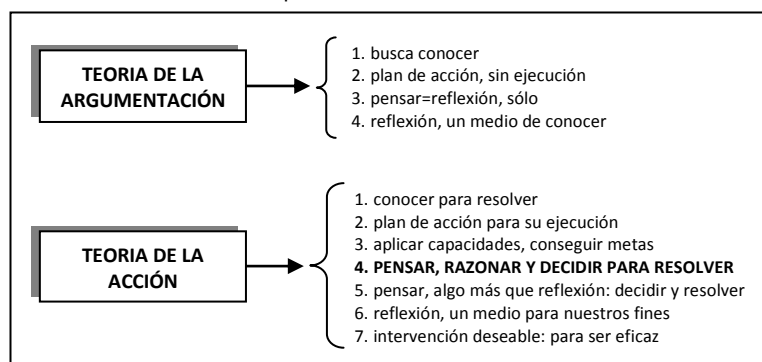 TEORIA DE LA
ARGUMENTACIÓN
1. busca conocer
2. plan de acción, sin ejecución
3. pensar=reflexión, sólo
4. reflexión, un medio de conocer
TEORIA DE LA
ACCIÓN
1. conocer para resolver
2. plan de acción para su ejecución
3. aplicar capacidades, conseguir metas
4. PENSAR, RAZONAR Y DECIDIR PARA RESOLVER
5. pensar, algo más que reflexión: decidir y resolver
6. reflexión, un medio para nuestros fines
7. intervención deseable: para ser eficaz